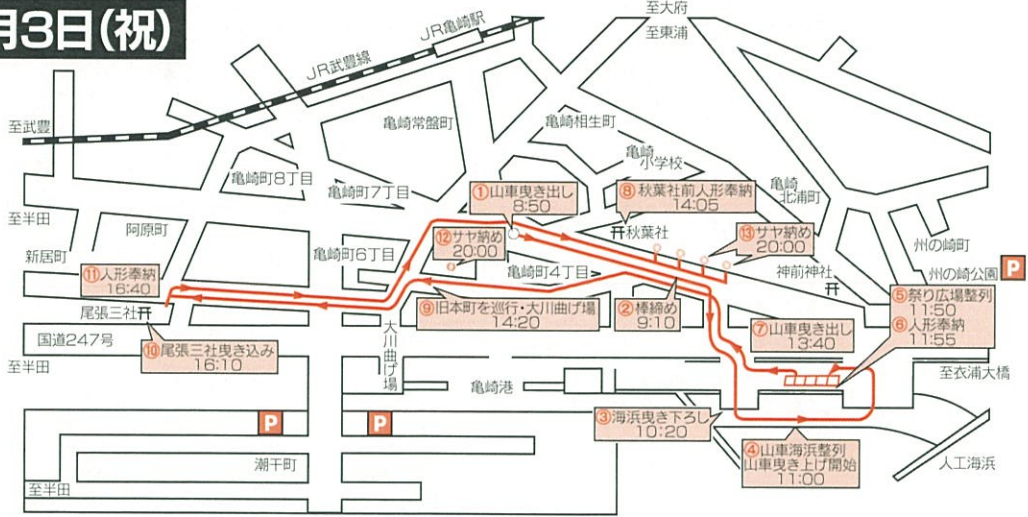 月3日(祝)
JR亀崎駅
JR武豊線
至大府
至東浦
至武豊
亀崎常盤町
亀崎相生町
亀崎
小学校
亀崎町8丁目
亀崎町7丁目
①山車曳き出し
8:50
⑧秋葉社前人形奉納
14:05
亀崎
北浦町
至半田
阿原町
⑫サヤ納め
20:00
秋葉社
⑬サヤ納め
20:00
州の崎町
新居町
亀崎町6丁目
亀崎町4丁目
神前神社
州の崎公園
P
⑪人形奉納
16:40
尾張三社
⑨旧本町を巡行・大川曲げ場
14:20
②棒締め
9:10
⑤祭り広場整列
11:50
⑥人形奉納
11:55
⑦山車曳き出し
13:40
国道247号
⑩尾張三社曳き込み
16:10
大川曲げ場
至半田
亀崎港
至衣浦大橋
③海浜曳き下ろし
10:20
P
P
④山車海浜整列
山車曳き上げ開始
11:00
潮干町
人工海浜
至半田